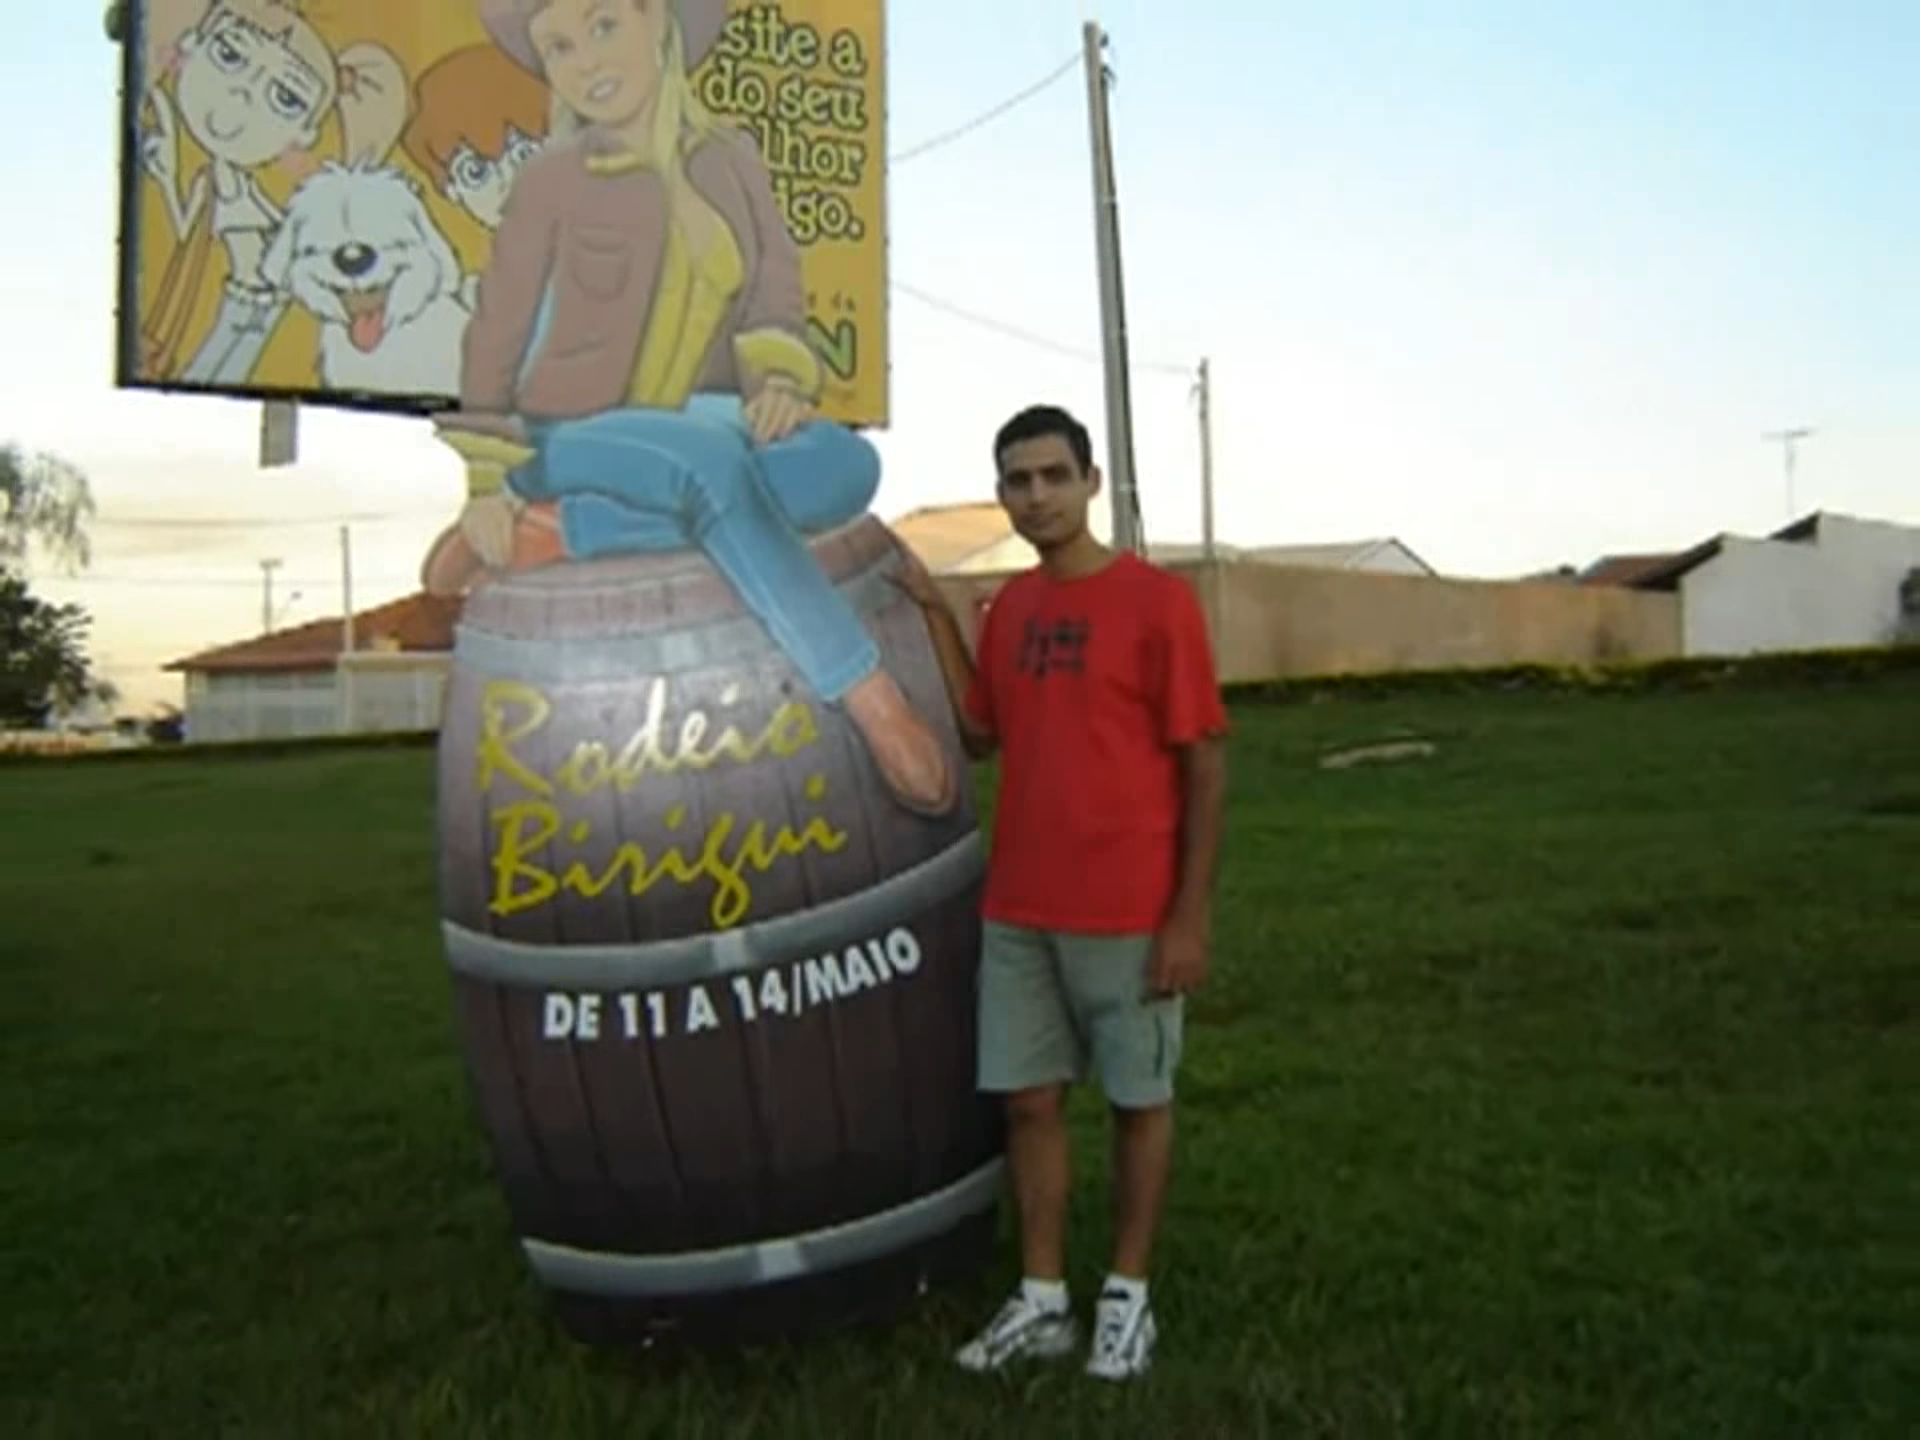 site a
do seu
lhor
igo.
Rodeio
Birigui
DE 11 A 14/MAIO